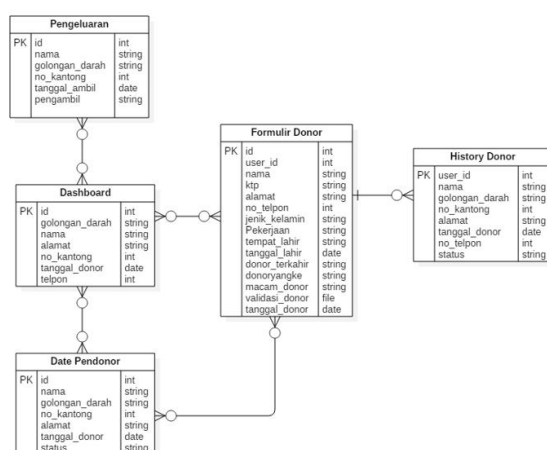 Pengeluaran
PK id int
nama string
golongan_darah string
no_kantong int
tanggal_ambil date
pengambil string
Formulir Donor
PK id int
user_id int
nama string
ktp string
alamat string
no_telpon int
jenik_kelamin string
Pekerjaan string
tempat_lahir string
tanggal_lahir date
donor_terkahir string
donoryangke string
macam_donor string
validasi_donor file
tanggal_donor date
History Donor
PK user_id int
nama string
golongan_darah string
no_kantong int
alamat string
tanggal_donor date
no_telpon int
status string
Dashboard
PK id int
golongan_darah string
nama string
alamat string
no_kantong int
tanggal_donor date
telpon int
Date Pendonor
PK id int
nama string
golongan_darah string
no_kantong int
alamat string
tanggal_donor date
status string